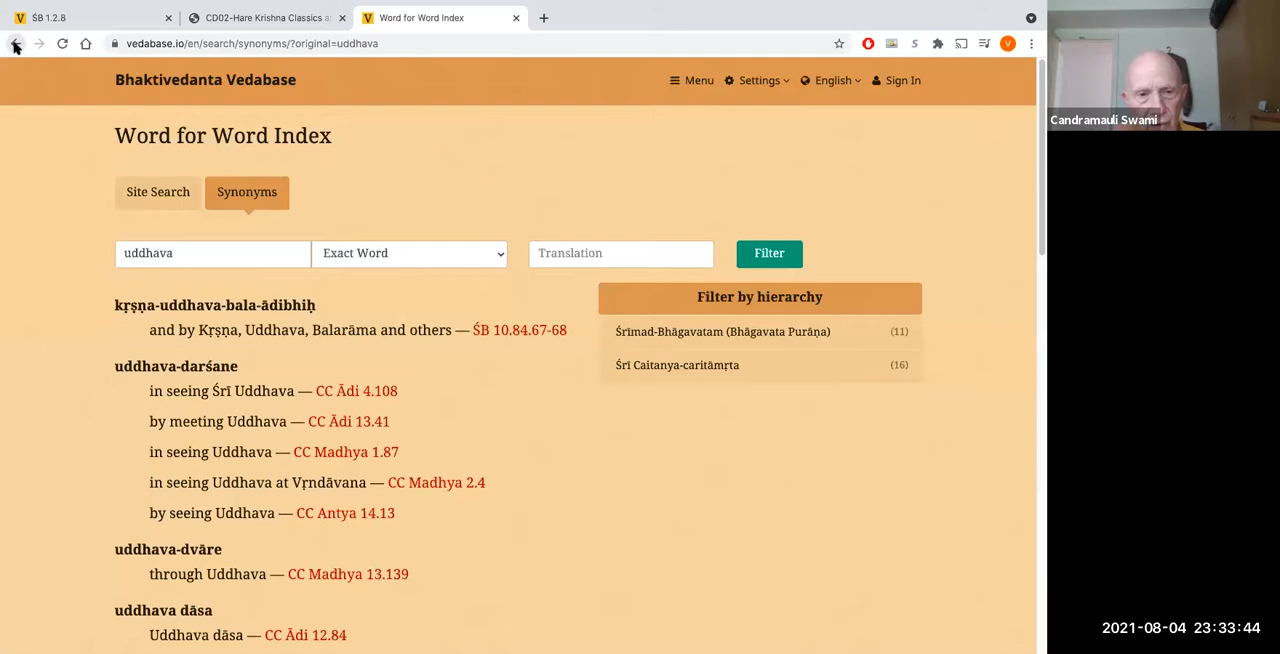 ŚB 1.2.8
CD02-Hare Krishna Classics a
Word for Word Index
vedabase.io/en/search/synonyms/?original=uddhava
V
Bhaktivedanta Vedabase
Menu
Settings
English
Sign In
Candramauli Swami
Word for Word Index
Site Search
Synonyms
uddhava
Exact Word
Translation
Filter
kṛṣṇa-uddhava-bala-ādibhiḥ
and by Kṛṣṇa, Uddhava, Balarāma and others — ŚB 10.84.67-68
uddhava-darśane
in seeing Śrī Uddhava — CC Ādi 4.108
by meeting Uddhava — CC Ādi 13.41
in seeing Uddhava — CC Madhya 1.87
in seeing Uddhava at Vṛndāvana — CC Madhya 2.4
by seeing Uddhava — CC Antya 14.13
uddhava-dvāre
through Uddhava — CC Madhya 13.139
uddhava dāsa
Uddhava dāsa — CC Ādi 12.84
Filter by hierarchy
Śrīmad-Bhāgavatam (Bhāgavata Purāṇa) (11)
Śrī Caitanya-caritāmṛta (16)
2021-08-04 23:33:44